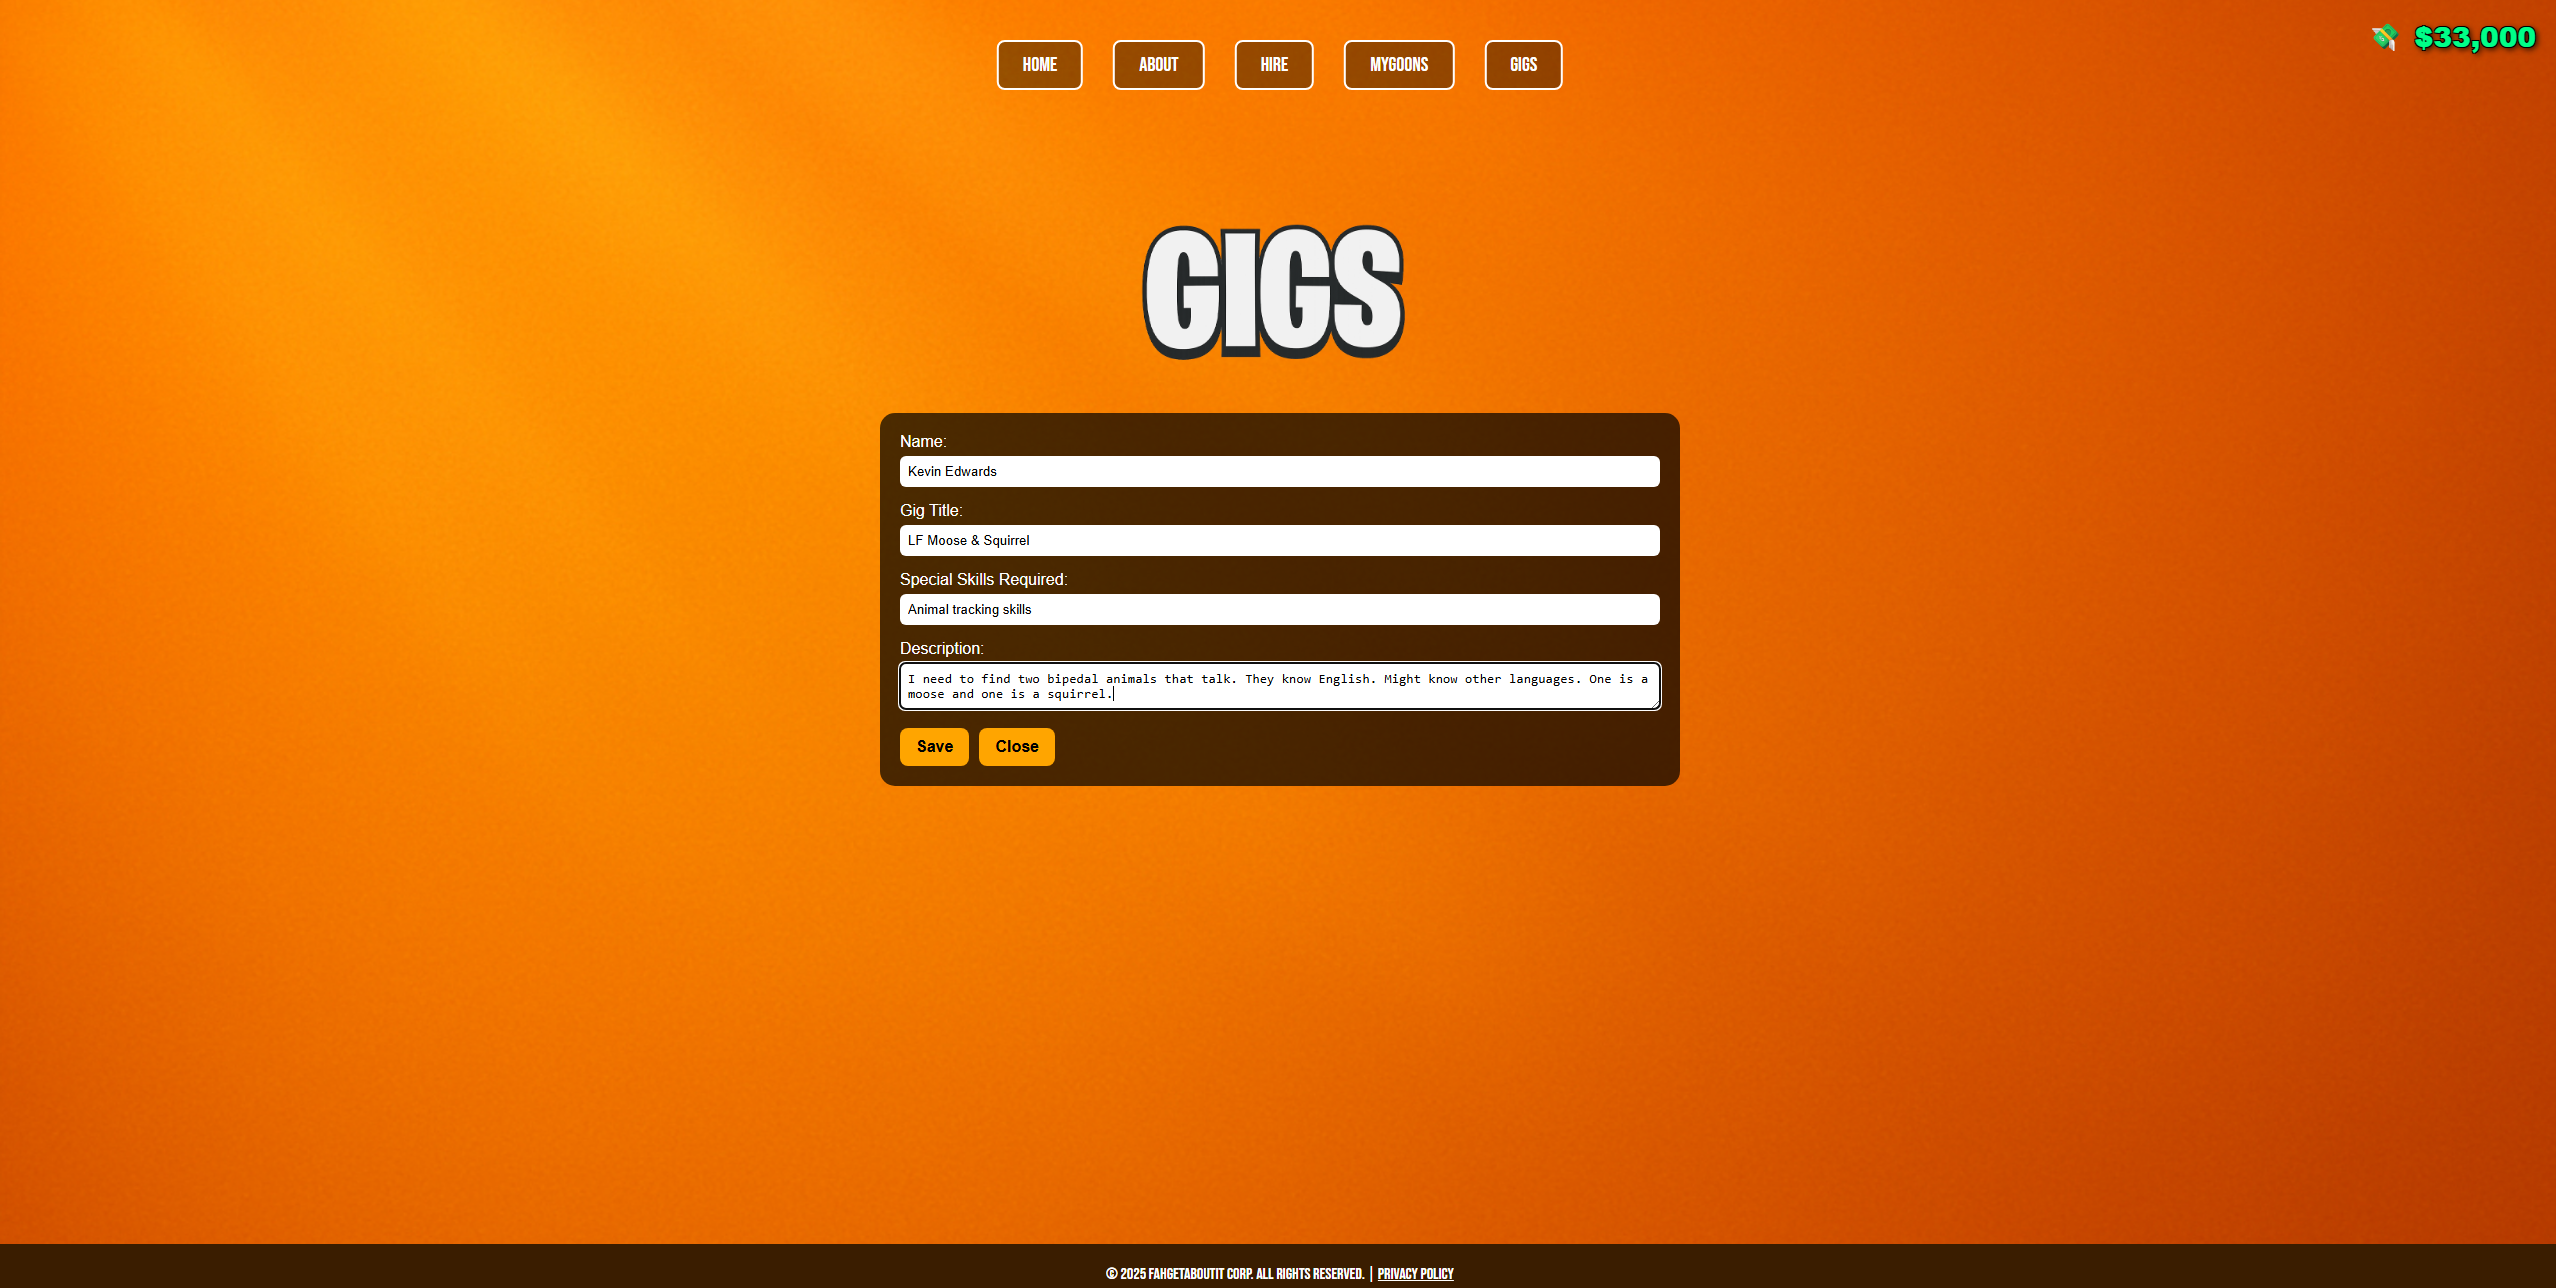 HOME ABOUT HIRE MYGOONS GIGS
$33,000
GIGS
Name:
Kevin Edwards
Gig Title:
LF Moose & Squirrel
Special Skills Required:
Animal tracking skills
Description:
I need to find two bipedal animals that talk. They know English. Might know other languages. One is a
moose and one is a squirrel.
Save Close
© 2025 FAHGETABOUTIT CORP. ALL RIGHTS RESERVED. | PRIVACY POLICY